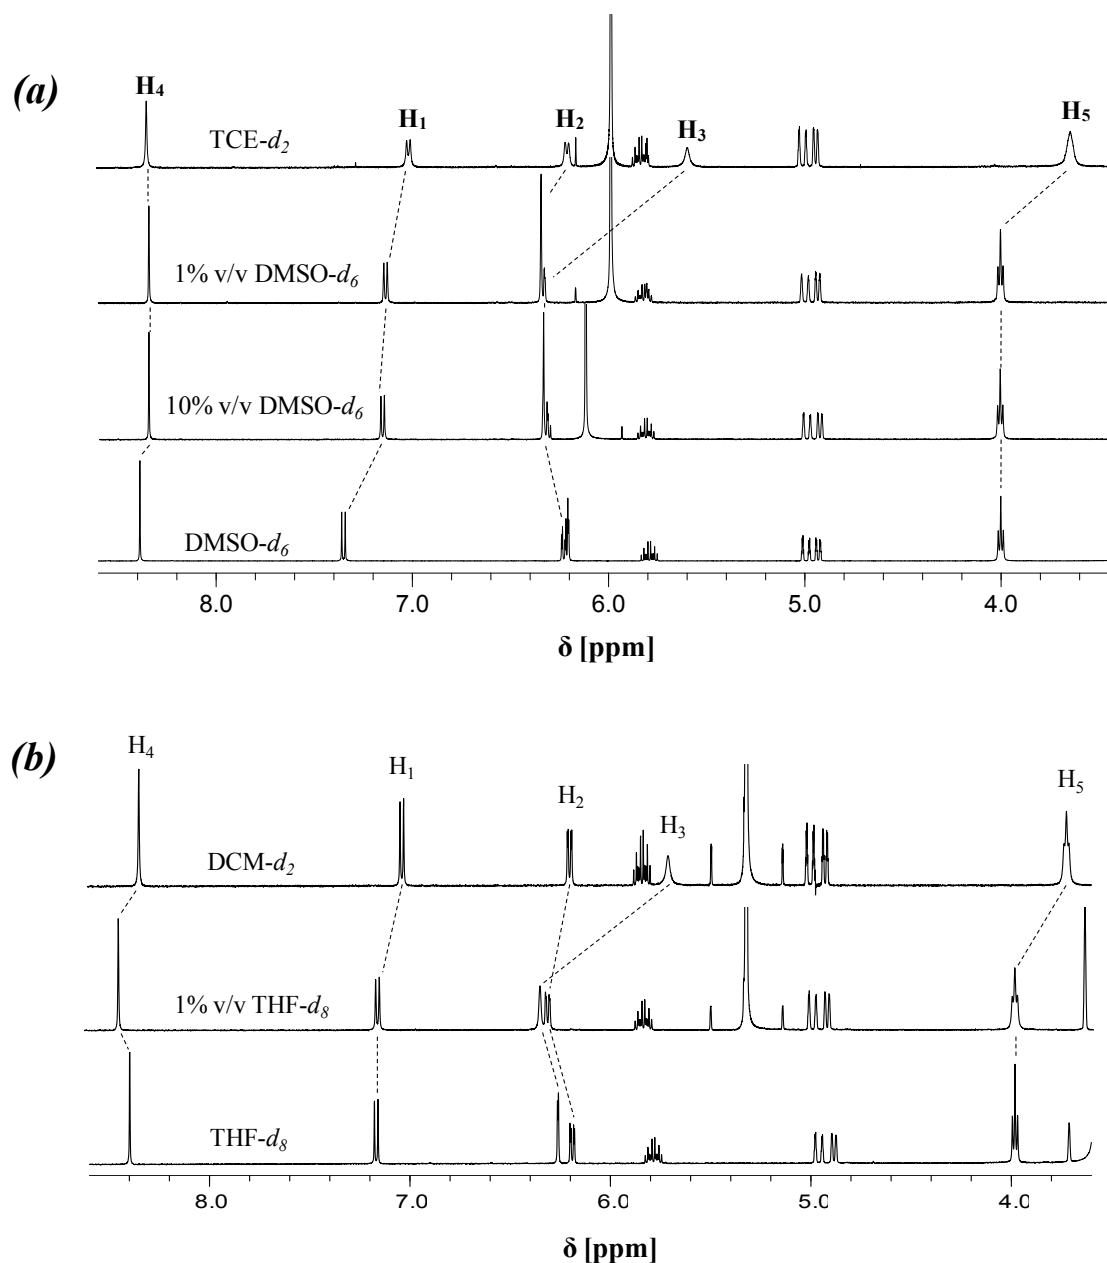 (a)
H4 H1 H2 H3 H5
TCE-d2
1% v/v DMSO-d6
10% v/v DMSO-d6
DMSO-d6
8.0 7.0 6.0 5.0 4.0
δ [ppm]
(b)
H4 H1 H2 H3 H5
DCM-d2
1% v/v THF-d8
THF-d8
8.0 7.0 6.0 5.0 4.0
δ [ppm]